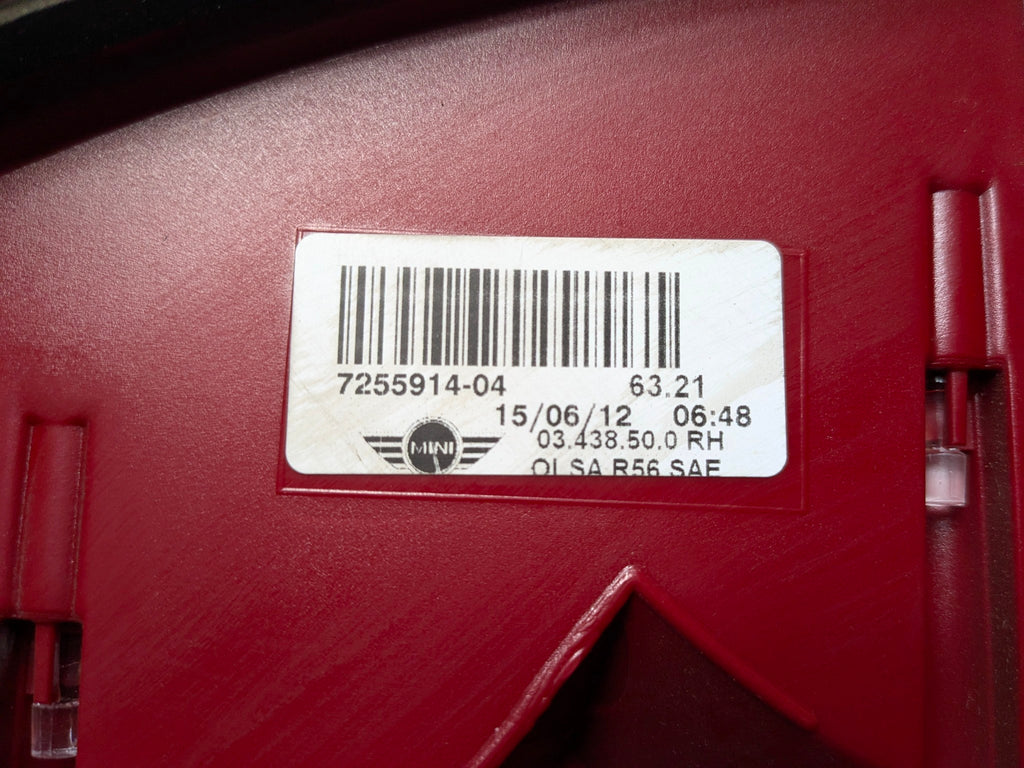 7255914-04 63.21
15/06/12 06:48
03.438.50.0 RH
MINI
OLSA R56 SAE